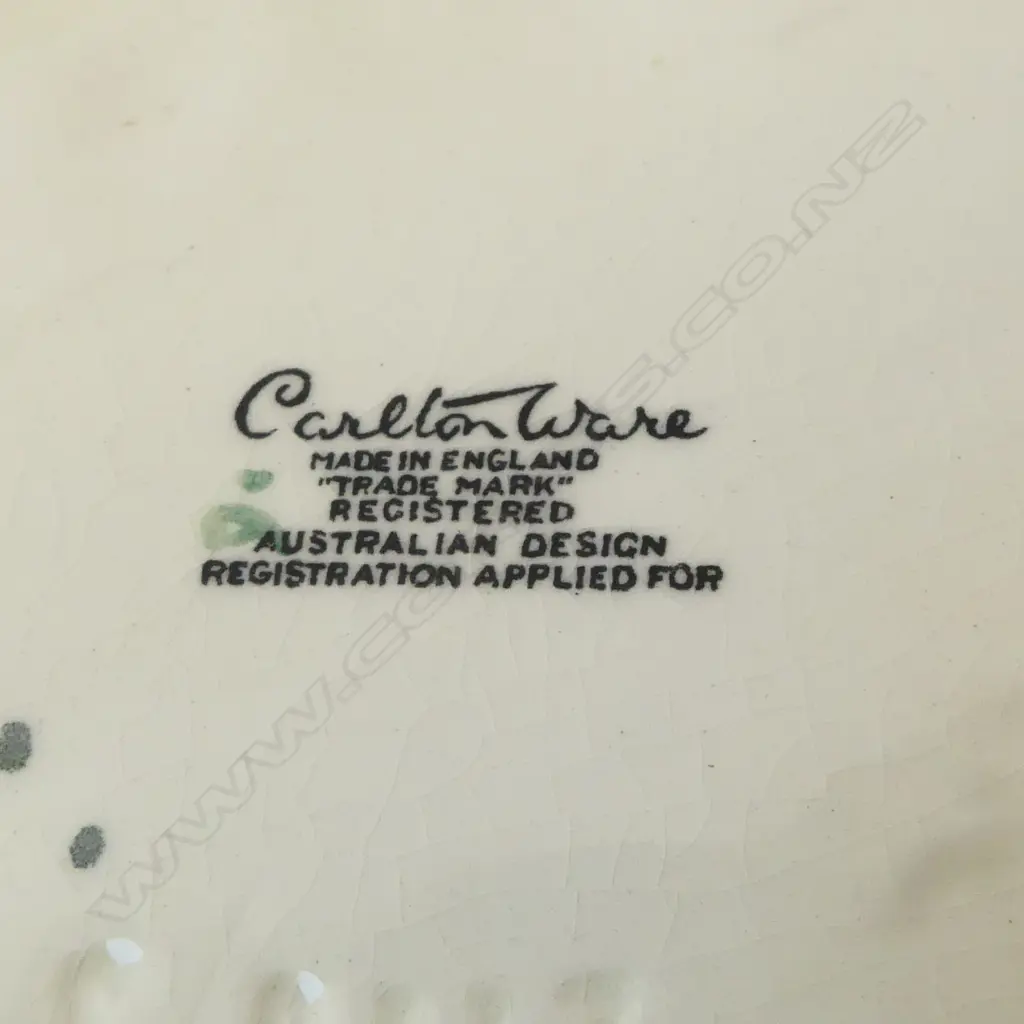 Carlton Ware
MADE IN ENGLAND
"TRADE MARK"
REGISTERED
AUSTRALIAN DESIGN
REGISTRATION APPLIED FOR